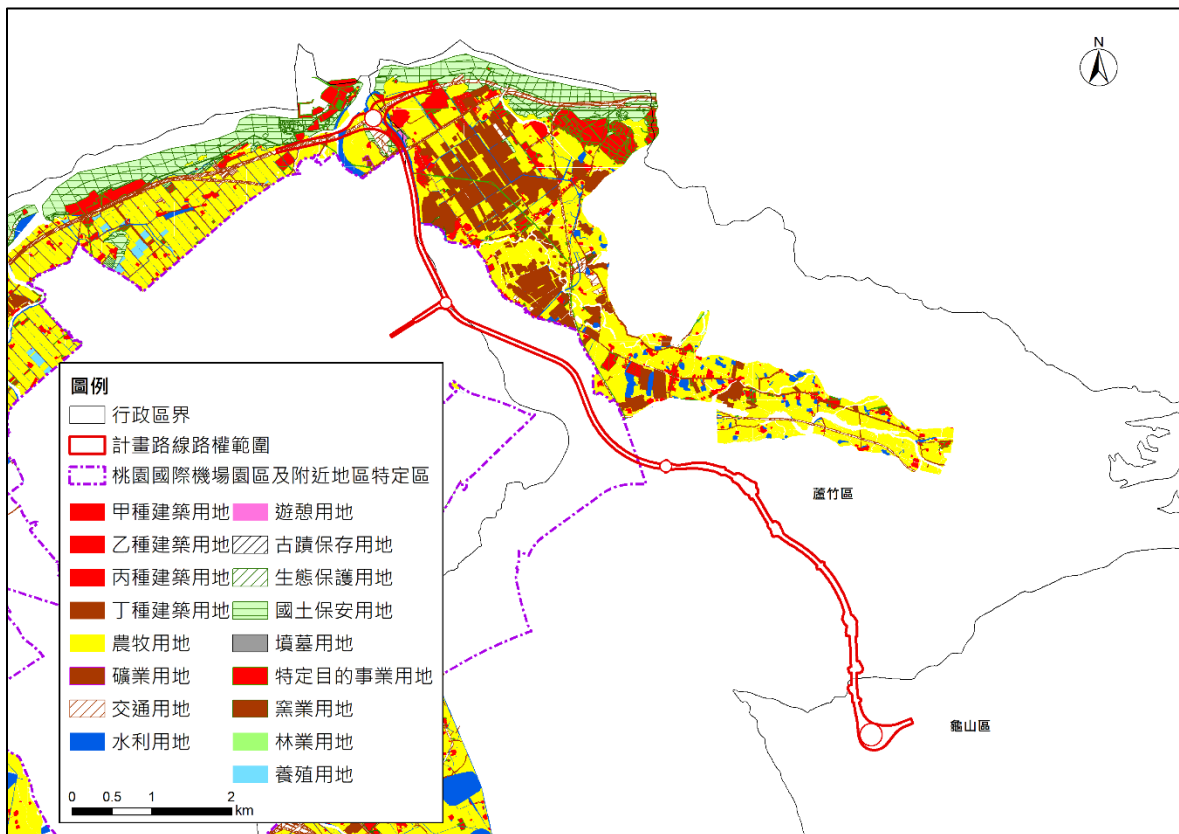 N
圖例
行政區界
計畫路線路權範圍
桃園國際機場園區及附近地區特定區
甲種建築用地 遊憩用地
乙種建築用地 古蹟保存用地
丙種建築用地 生態保護用地
丁種建築用地 國土保安用地
農牧用地 墳墓用地
礦業用地 特定目的事業用地
交通用地 窯業用地
水利用地 林業用地
養殖用地
0 0.5 1 2
km
蘆竹區
龜山區